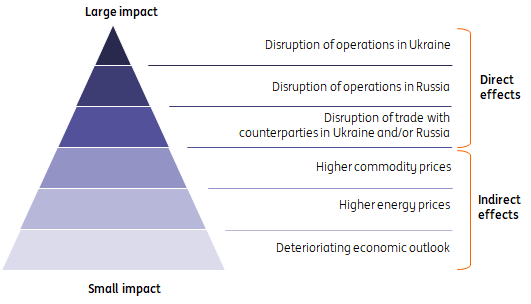 Large impact
Disruption of operations in Ukraine
Disruption of operations in Russia
Disruption of trade with
counterparties in Ukraine and/or Russia
Direct
effects
Higher commodity prices
Higher energy prices
Indirect
effects
Deterioriating economic outlook
Small impact